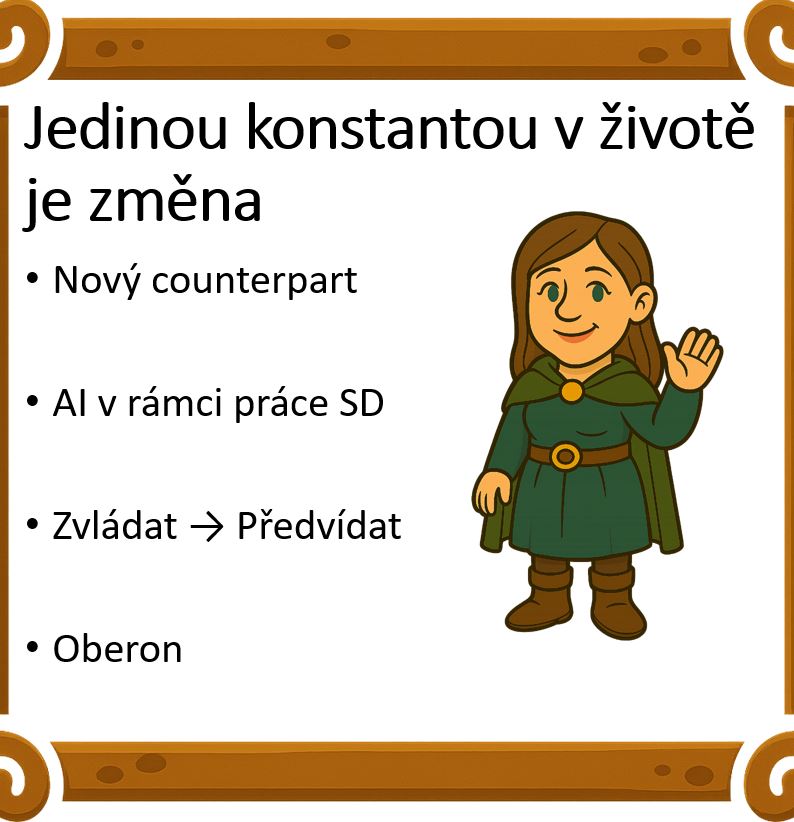 Jedinou konstantou v životě
je změna
• Nový counterpart
• AI v rámci práce SD
• Zvládat → Předvídat
• Oberon